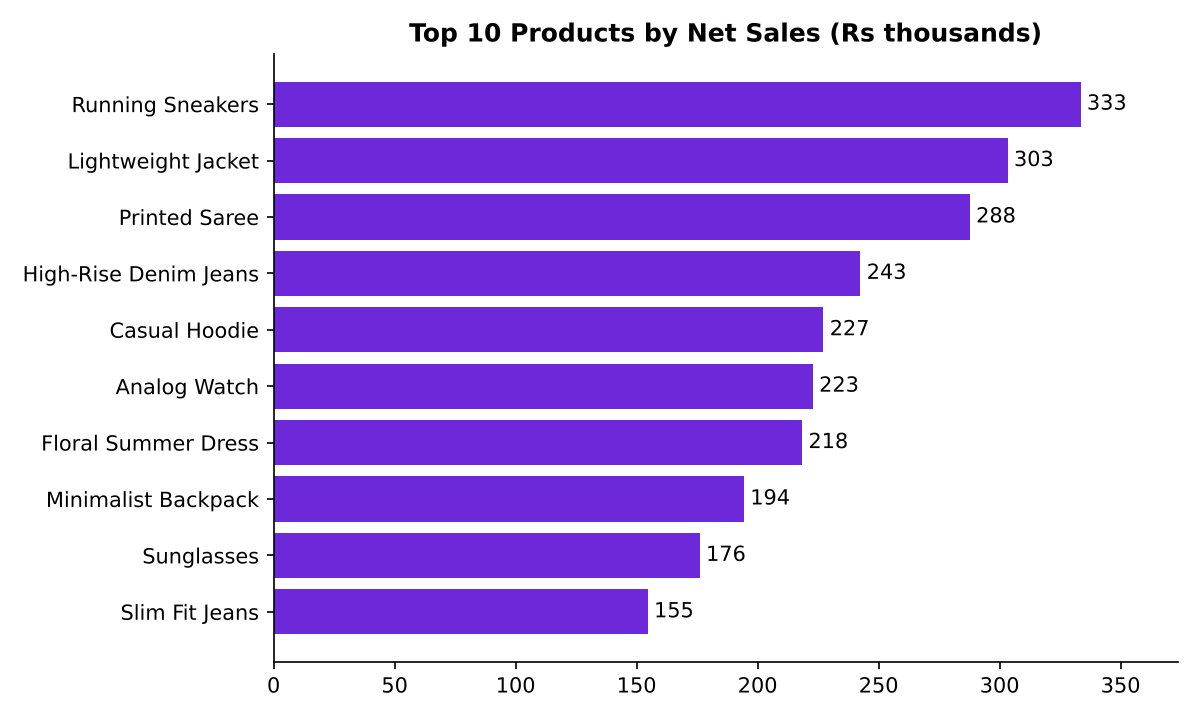 Top 10 Products by Net Sales (Rs thousands)
Running Sneakers 333
Lightweight Jacket 303
Printed Saree 288
High-Rise Denim Jeans 243
Casual Hoodie 227
Analog Watch 223
Floral Summer Dress 218
Minimalist Backpack 194
Sunglasses 176
Slim Fit Jeans 155
0 50 100 150 200 250 300 350